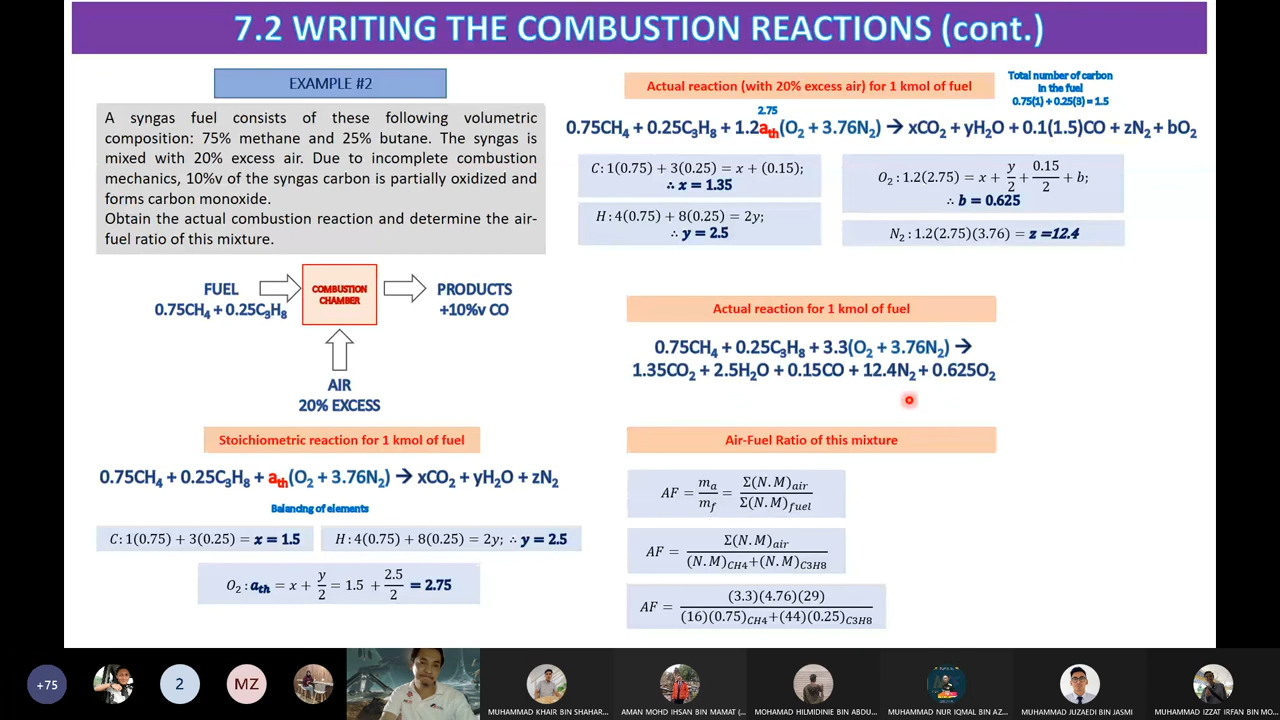 7.2 WRITING THE COMBUSTION REACTIONS (cont.)
EXAMPLE #2
A syngas fuel consists of these following volumetric
composition: 75% methane and 25% butane. The syngas is
mixed with 20% excess air. Due to incomplete combustion
mechanics, 10%v of the syngas carbon is partially oxidized and
forms carbon monoxide.
Obtain the actual combustion reaction and determine the air-
fuel ratio of this mixture.
FUEL
0.75CH₄ + 0.25C₃H₈
COMBUSTION
CHAMBER
PRODUCTS
+10%v CO
AIR
20% EXCESS
Stoichiometric reaction for 1 kmol of fuel
0.75CH₄ + 0.25C₃H₈ + aₜₕ(O₂ + 3.76N₂) → xCO₂ + yH₂O + zN₂
Balancing of elements
C: 1(0.75) + 3(0.25) = x = 1.5
H: 4(0.75) + 8(0.25) = 2y; ∴ y = 2.5
O₂: aₜₕ = x + y/2 = 1.5 + 2.5/2 = 2.75
Actual reaction (with 20% excess air) for 1 kmol of fuel
Total number of carbon
in the fuel
0.75(1) + 0.25(3) = 1.5
2.75
0.75CH₄ + 0.25C₃H₈ + 1.2aₜₕ(O₂ + 3.76N₂) → xCO₂ + yH₂O + 0.1(1.5)CO + zN₂ + bO₂
C: 1(0.75) + 3(0.25) = x + (0.15);
∴ x = 1.35
H: 4(0.75) + 8(0.25) = 2y;
∴ y = 2.5
O₂: 1.2(2.75) = x + y/2 + 0.15/2 + b;
∴ b = 0.625
N₂: 1.2(2.75)(3.76) = z =12.4
Actual reaction for 1 kmol of fuel
0.75CH₄ + 0.25C₃H₈ + 3.3(O₂ + 3.76N₂) →
1.35CO₂ + 2.5H₂O + 0.15CO + 12.4N₂ + 0.625O₂
Air-Fuel Ratio of this mixture
AF = mₐ/m_f = Σ(N.M)air/Σ(N.M)fuel
AF = Σ(N.M)air/(N.M)CH4+(N.M)C3H8
AF = (3.3)(4.76)(29)/(16)(0.75)CH4+(44)(0.25)C3H8
+75
2
MZ
MUHAMMAD KHAIR BIN SHAHAR...
AMAN MOHD IHSAN BIN MAMAT (...
MOHAMAD HILMIDINIE BIN ABDU...
MUHAMMAD NUR IQMAL BIN AZ...
MUHAMMAD JUZAEDI BIN JASMI
MUHAMMAD IZZAT IRFAN BIN MO...